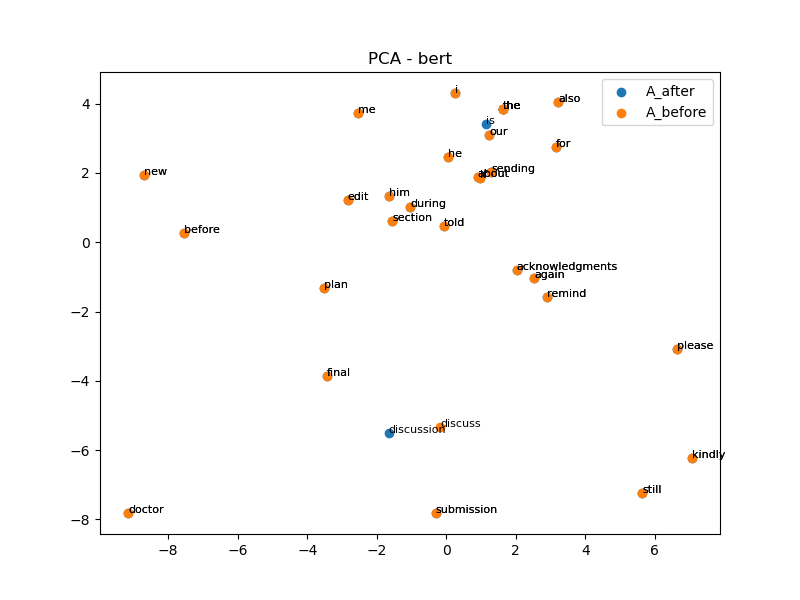 PCA - bert
A_after
A_before
i
me
the
also
is
our
for
he
new
sending
about
edit
him
during
section
told
before
acknowledgments
again
plan
remind
please
final
discuss
discussion
kindly
still
doctor
submission
4
2
0
−2
−4
−6
−8
−8 −6 −4 −2 0 2 4 6